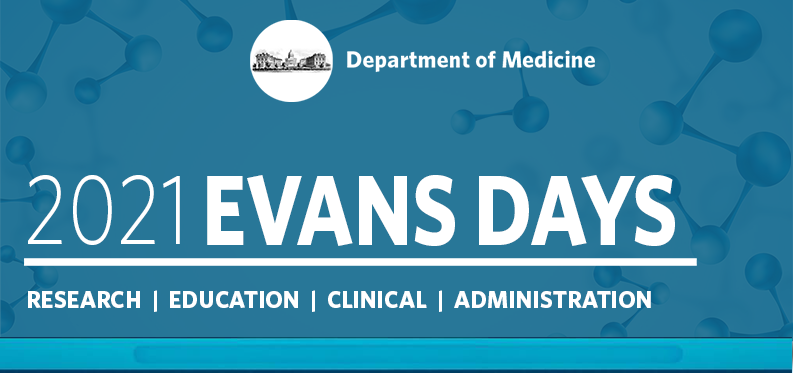 Department of Medicine
2021 EVANS DAYS
RESEARCH | EDUCATION | CLINICAL | ADMINISTRATION